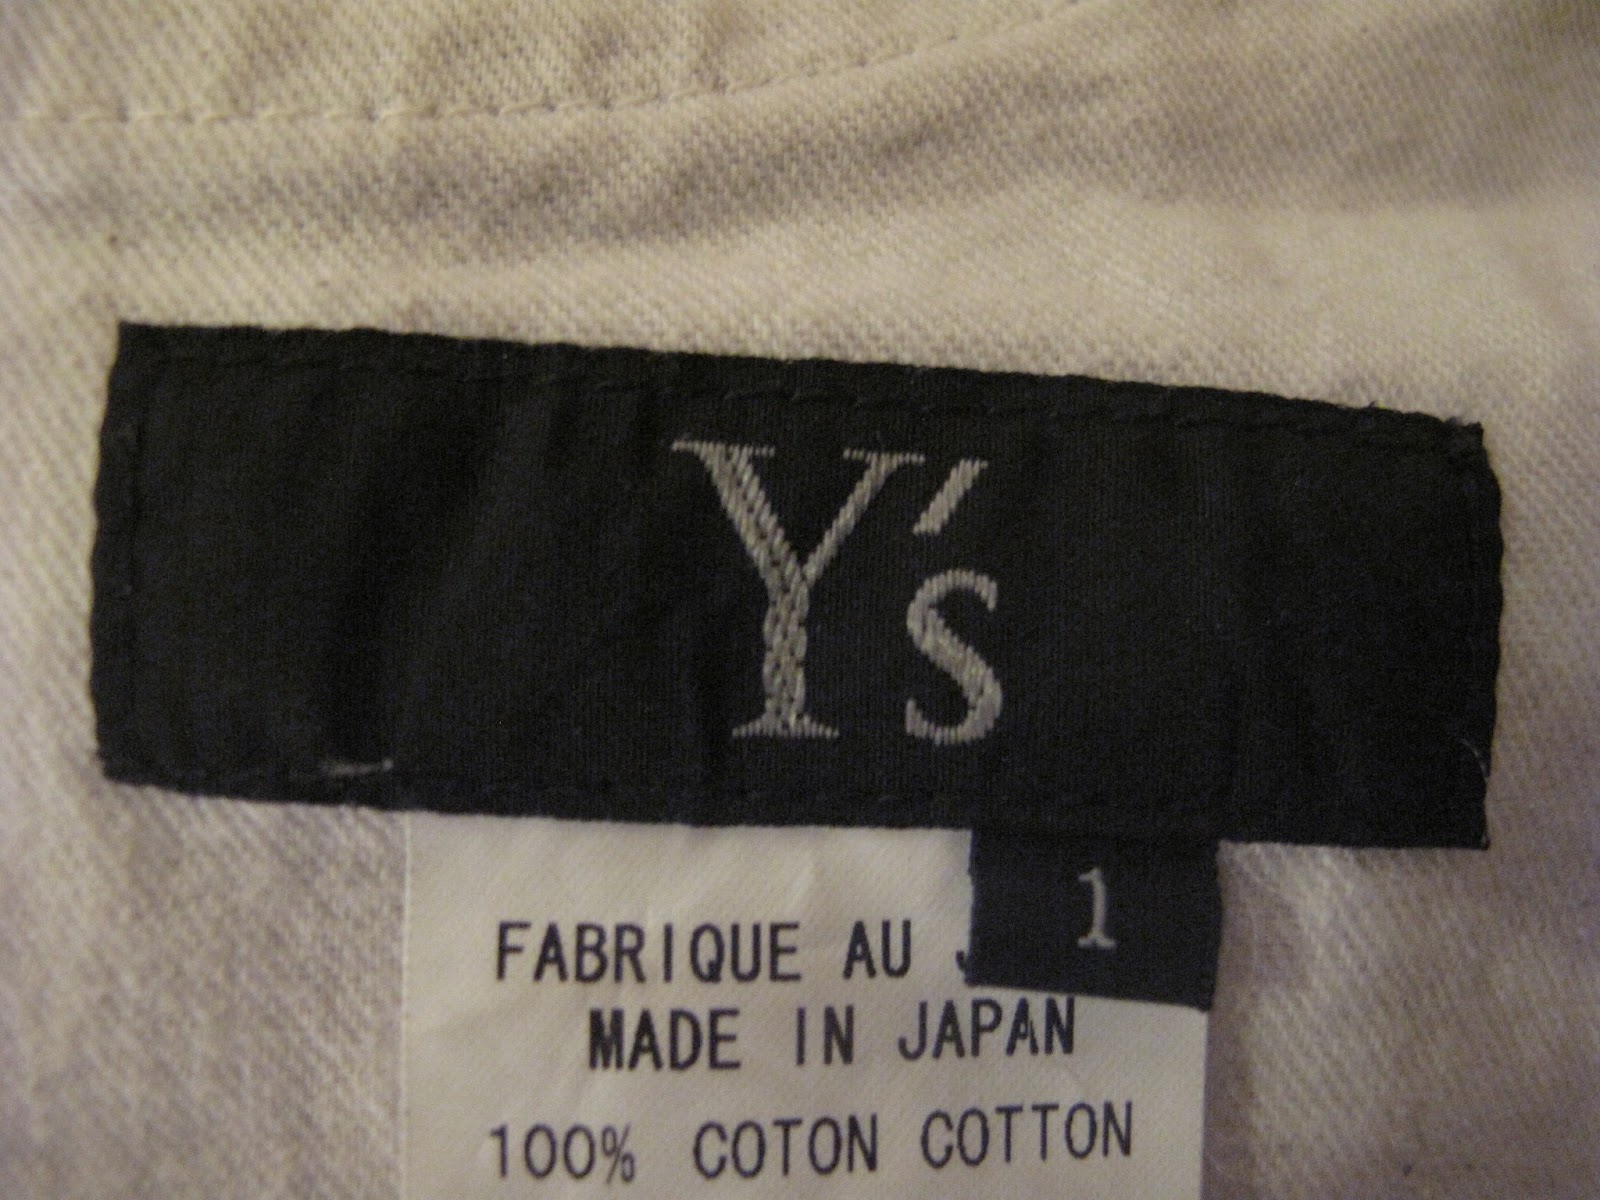 Y's
1
FABRIQUE AU
MADE IN JAPAN
100% COTON COTTON